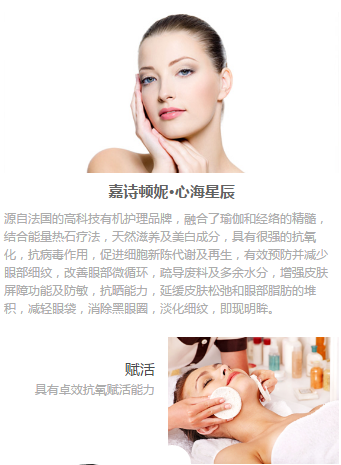 嘉诗顿妮·心海星辰
源自法国的高科技有机护理品牌，融合了瑜伽和经络的精髓，
结合能量热石疗法，天然滋养及美白成分，具有很强的抗氧
化，抗病毒作用，促进细胞新陈代谢及再生，有效预防并减少
眼部细纹，改善眼部微循环，疏导废料及多余水分，增强皮肤
屏障功能及防敏，抗晒能力，延缓皮肤松弛和眼部脂肪的堆
积，减轻眼袋，消除黑眼圈，淡化细纹，即现明眸。
赋活
具有卓效抗氧赋活能力